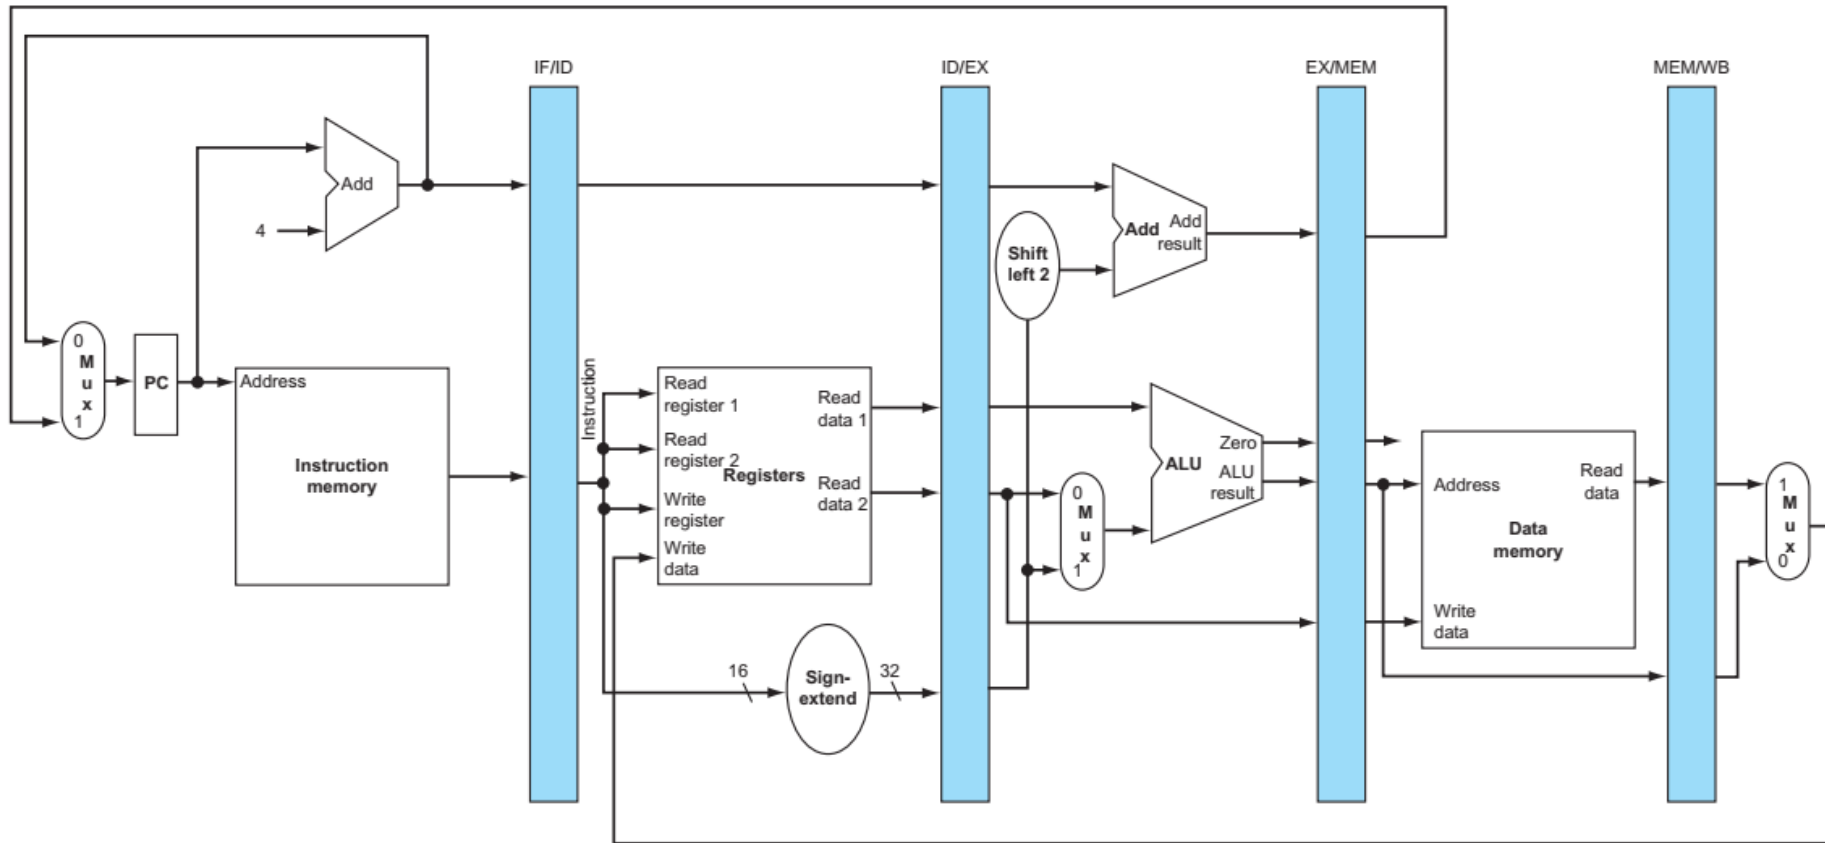 IF/ID
ID/EX
EX/MEM
MEM/WB
Add
4
Add
Add
result
Shift
left 2
0
M
u
x
1
PC
Address
Instruction
memory
Instruction
Read
register 1
Read
register 2
Write
register
Write
data
Registers
Read
data 1
Read
data 2
16
Sign-
extend
32
0
M
u
x
1
ALU
Zero
ALU
result
Address
Read
data
Data
memory
Write
data
1
M
u
x
0